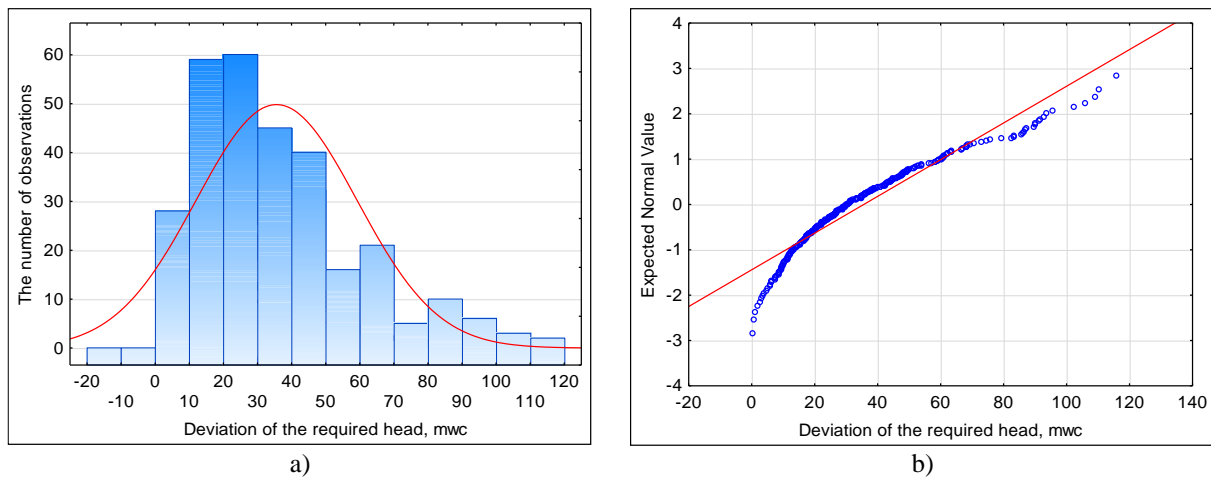 The number of observations
60
50
40
30
20
10
0
-20 0 20 40 60 80 100 120
-10 10 30 50 70 90 110
Deviation of the required head, mwc
a)
Expected Normal Value
4
3
2
1
0
-1
-2
-3
-4
-20 0 20 40 60 80 100 120 140
Deviation of the required head, mwc
b)